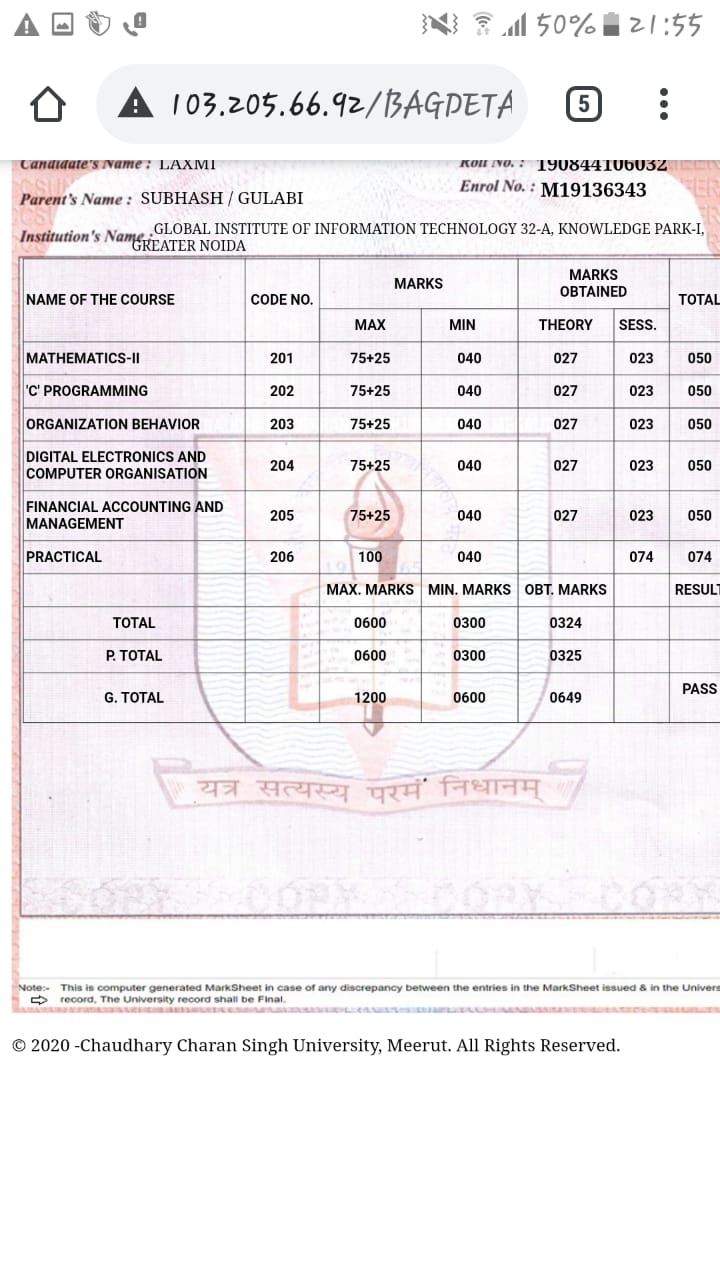 50% 21:55
103.205.66.92/BAGDETA
5
Candidate's Name : LAXMI Roll No. : 190844106032
Parent's Name : SUBHASH / GULABI Enrol No. : M19136343
Institution's Name : GLOBAL INSTITUTE OF INFORMATION TECHNOLOGY 32-A, KNOWLEDGE PARK-I,
GREATER NOIDA
NAME OF THE COURSE CODE NO. MARKS MARKS OBTAINED TOTAL
MAX MIN THEORY SESS.
MATHEMATICS-II 201 75+25 040 027 023 050
'C' PROGRAMMING 202 75+25 040 027 023 050
ORGANIZATION BEHAVIOR 203 75+25 040 027 023 050
DIGITAL ELECTRONICS AND
COMPUTER ORGANISATION 204 75+25 040 027 023 050
FINANCIAL ACCOUNTING AND
MANAGEMENT 205 75+25 040 027 023 050
PRACTICAL 206 100 040 074 074
MAX. MARKS MIN. MARKS OBT. MARKS RESULT
TOTAL 0600 0300 0324
P. TOTAL 0600 0300 0325
G. TOTAL 1200 0600 0649 PASS
यत्र सत्यस्य परमं निधानम्
COPY COPY COPY COPY
Note:- This is computer generated MarkSheet in case of any discrepancy between the entries in the MarkSheet issued & in the Univers
record, The University record shall be Final.
© 2020 -Chaudhary Charan Singh University, Meerut. All Rights Reserved.